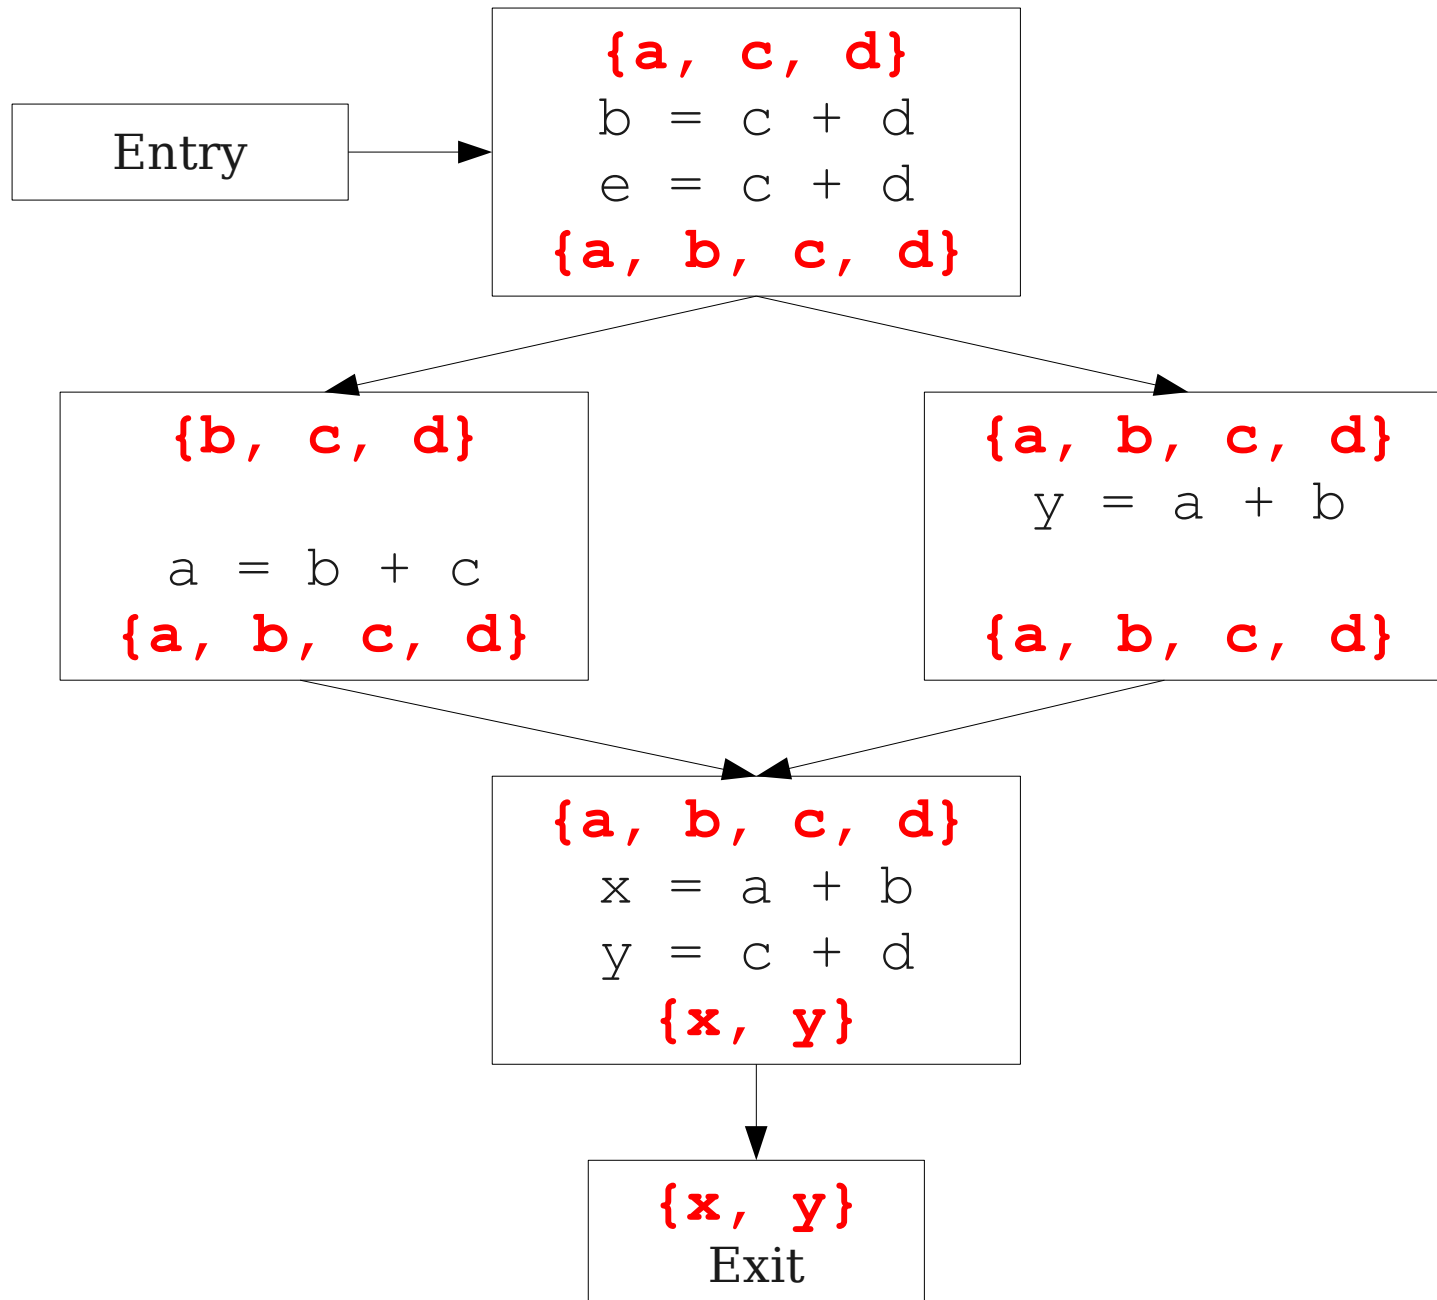 Entry
{a, c, d}
b = c + d
e = c + d
{a, b, c, d}
{b, c, d}
a = b + c
{a, b, c, d}
{a, b, c, d}
y = a + b
{a, b, c, d}
{a, b, c, d}
x = a + b
y = c + d
{x, y}
{x, y}
Exit